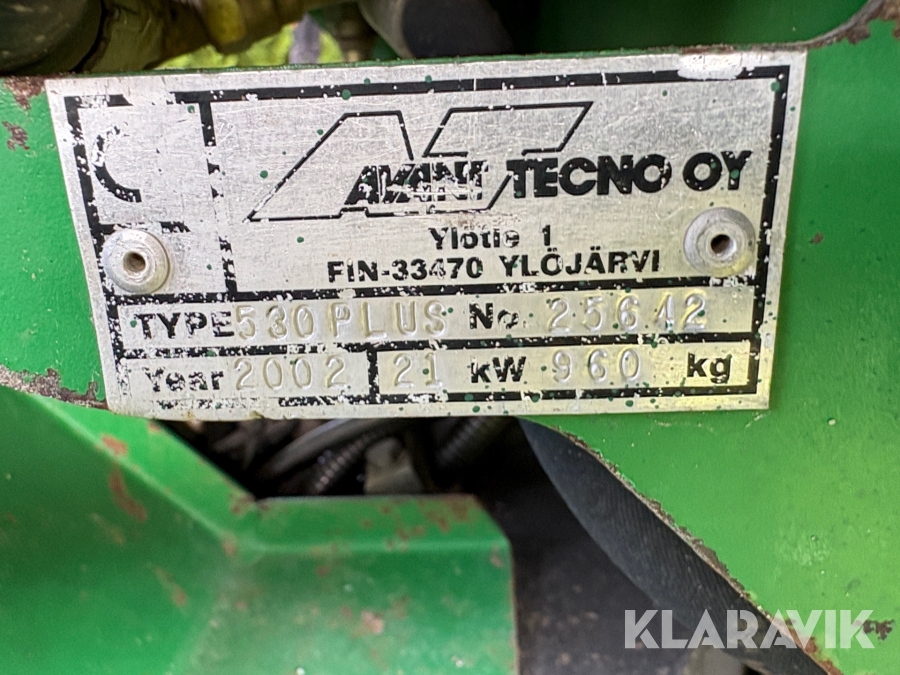 AVANT TECNO OY
Ylötie 1
FIN-33470 YLÖJÄRVI
TYPE 530 PLUS No. 25642
Year 2002 21 kW 960 kg
KLARAVIK